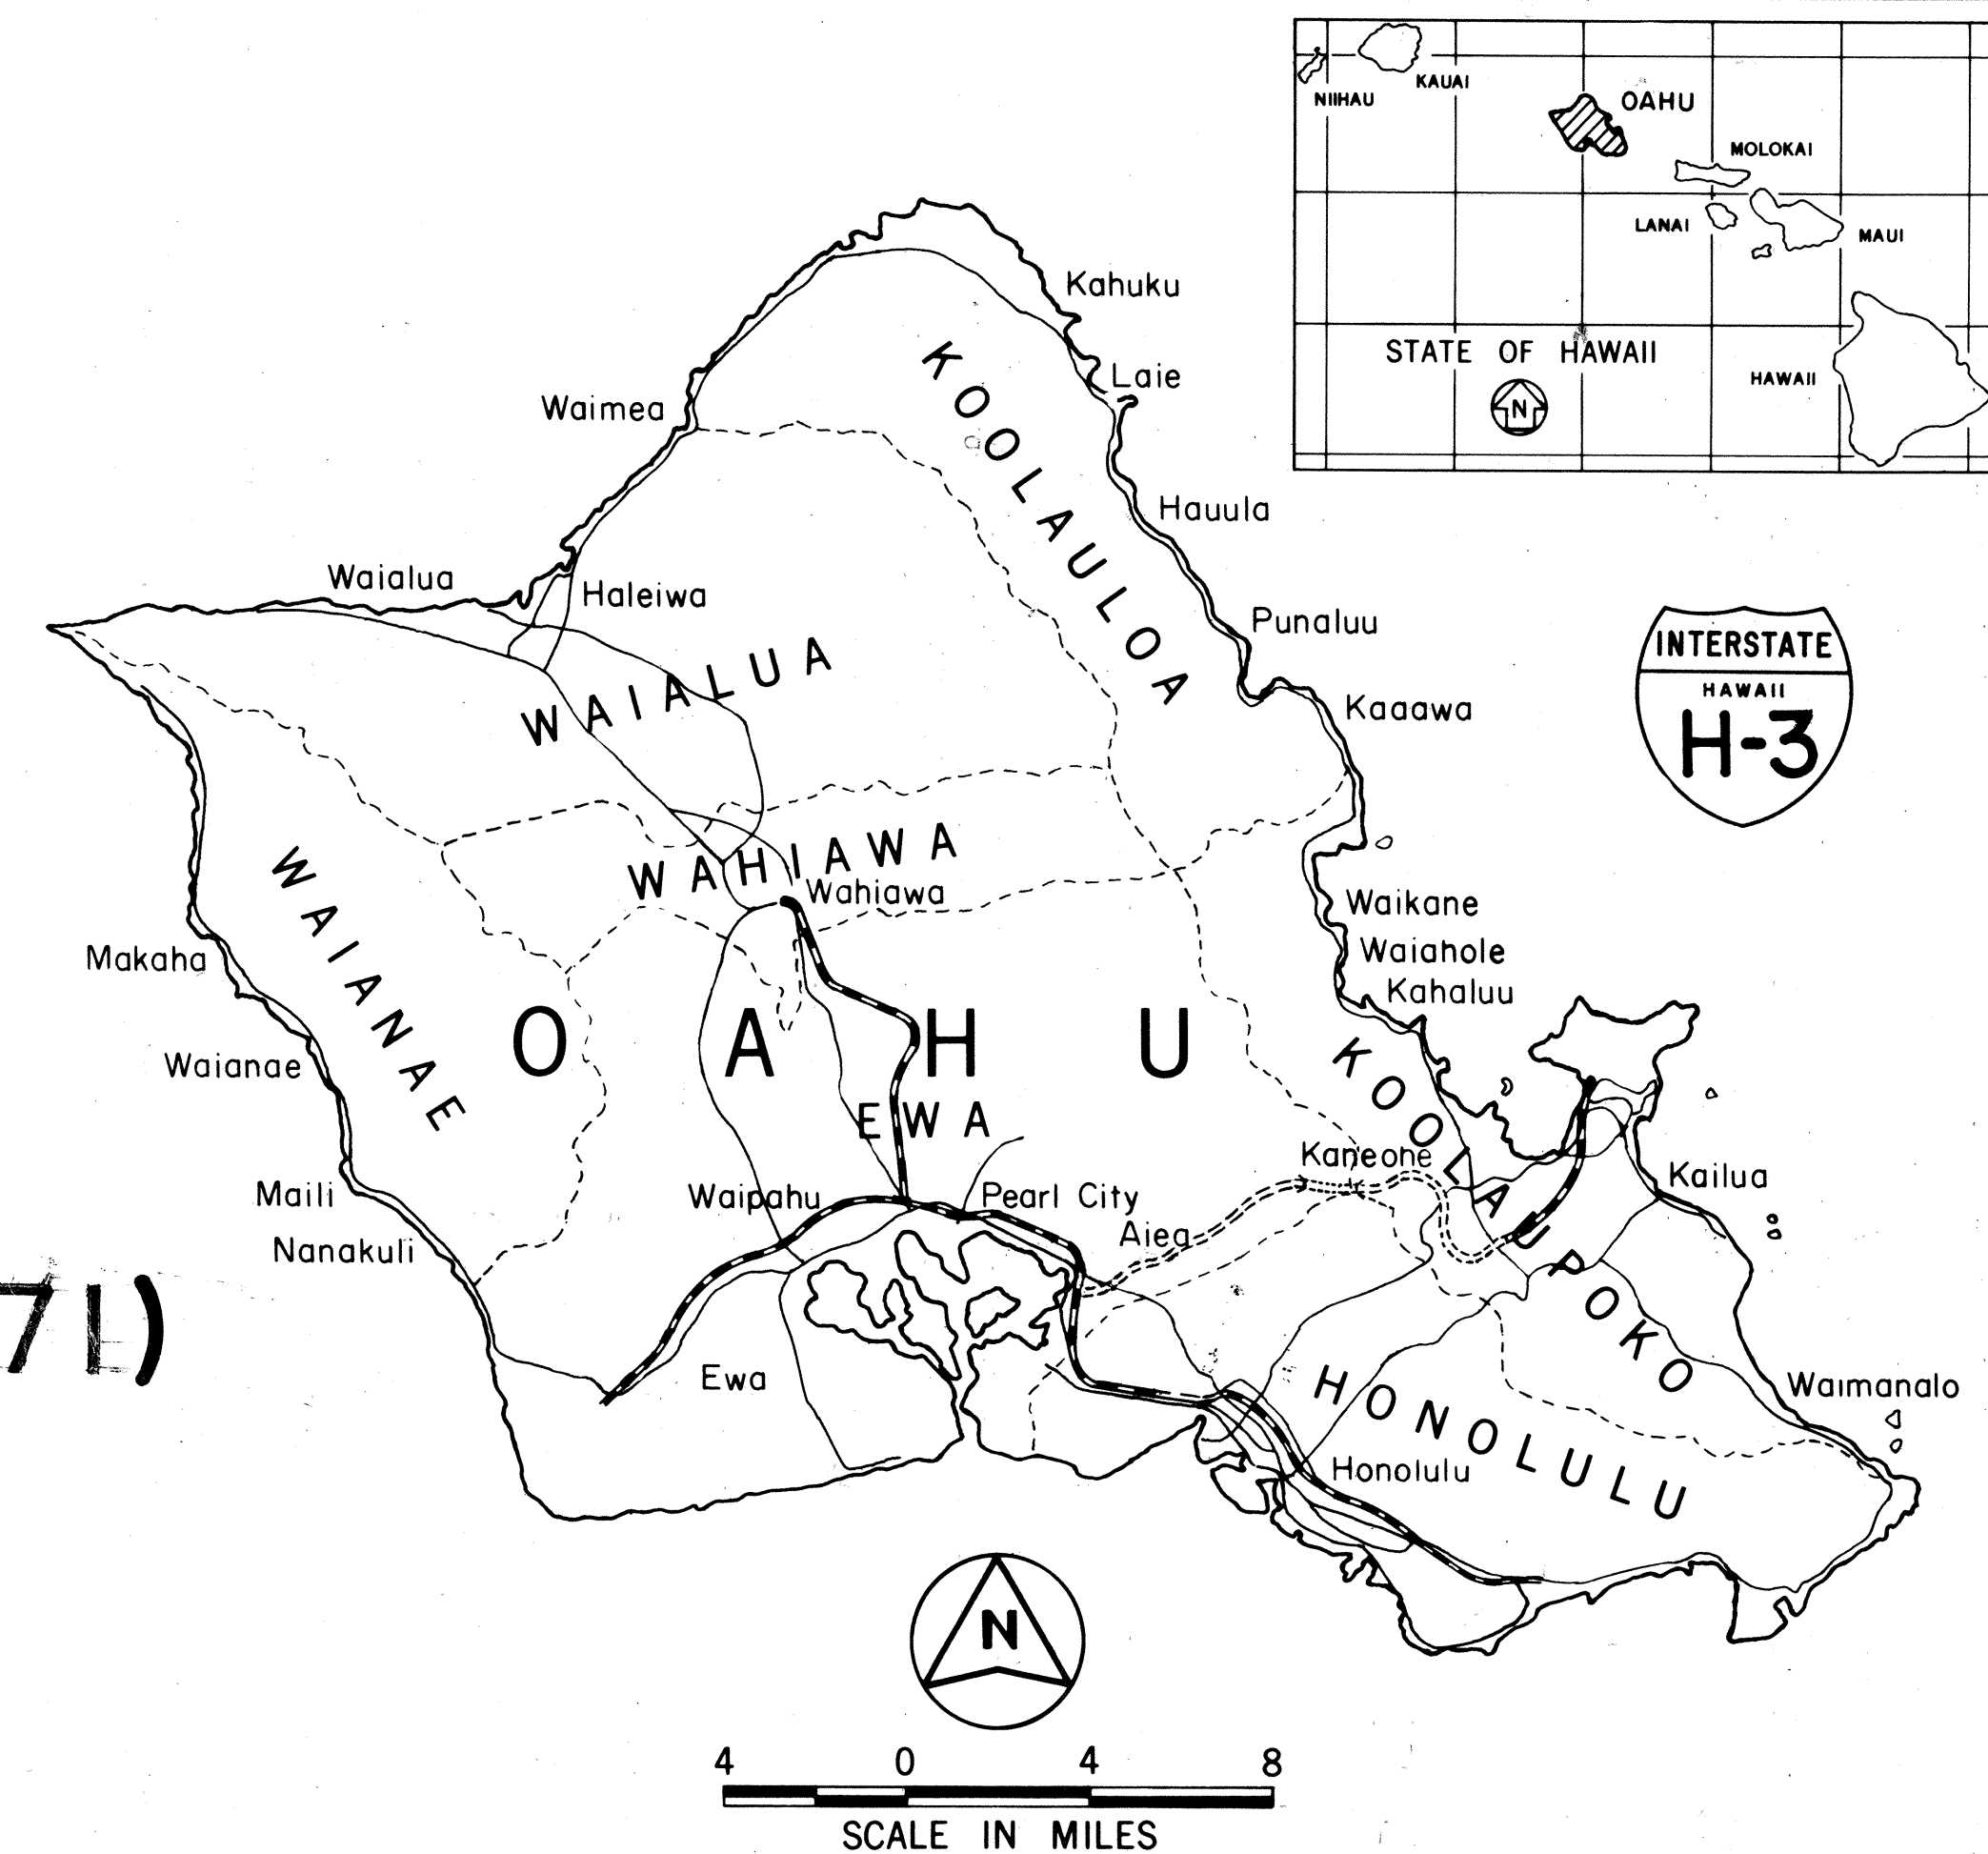 NIIHAU
KAUAI
OAHU
MOLOKAI
LANAI
MAUI
HAWAII
STATE OF HAWAII
N
Kahuku
Laie
Waimea
KOOLAULOA
Hauula
Waialua
Haleiwa
Punaluu
INTERSTATE
HAWAII
H-3
WAIALUA
Kaaawa
WAHIAWA
Wahiawa
WAIANAE
Waikane
Makaha
Waiahole
Kahaluu
OAHU
Waianae
KOOLAUPOKO
EWA
Kaneohe
Kailua
Maili
Waipahu
Pearl City
Aiea
Nanakuli
71)
Ewa
HONOLULU
Waimanalo
Honolulu
N
4 0 4 8
SCALE IN MILES